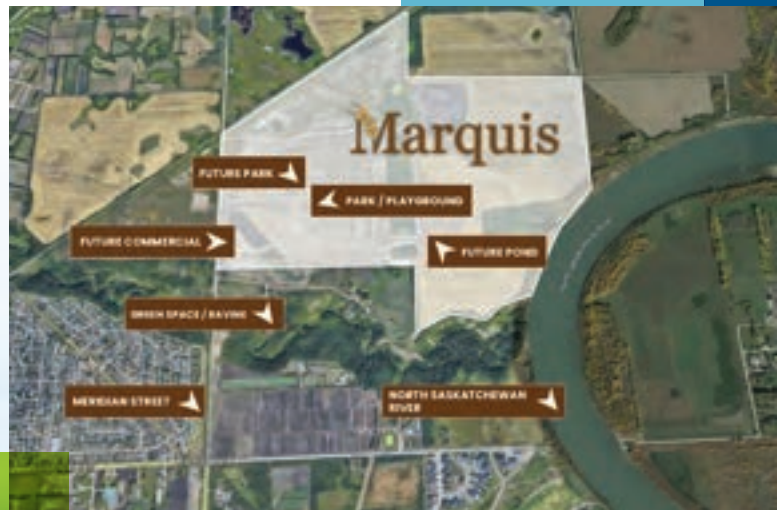 Marquis
FUTURE PARK
PARK / PLAYGROUND
FUTURE COMMERCIAL
FUTURE POND
GREEN SPACE / RAVINE
MERIDIAN STREET
NORTH SASKATCHEWAN
RIVER